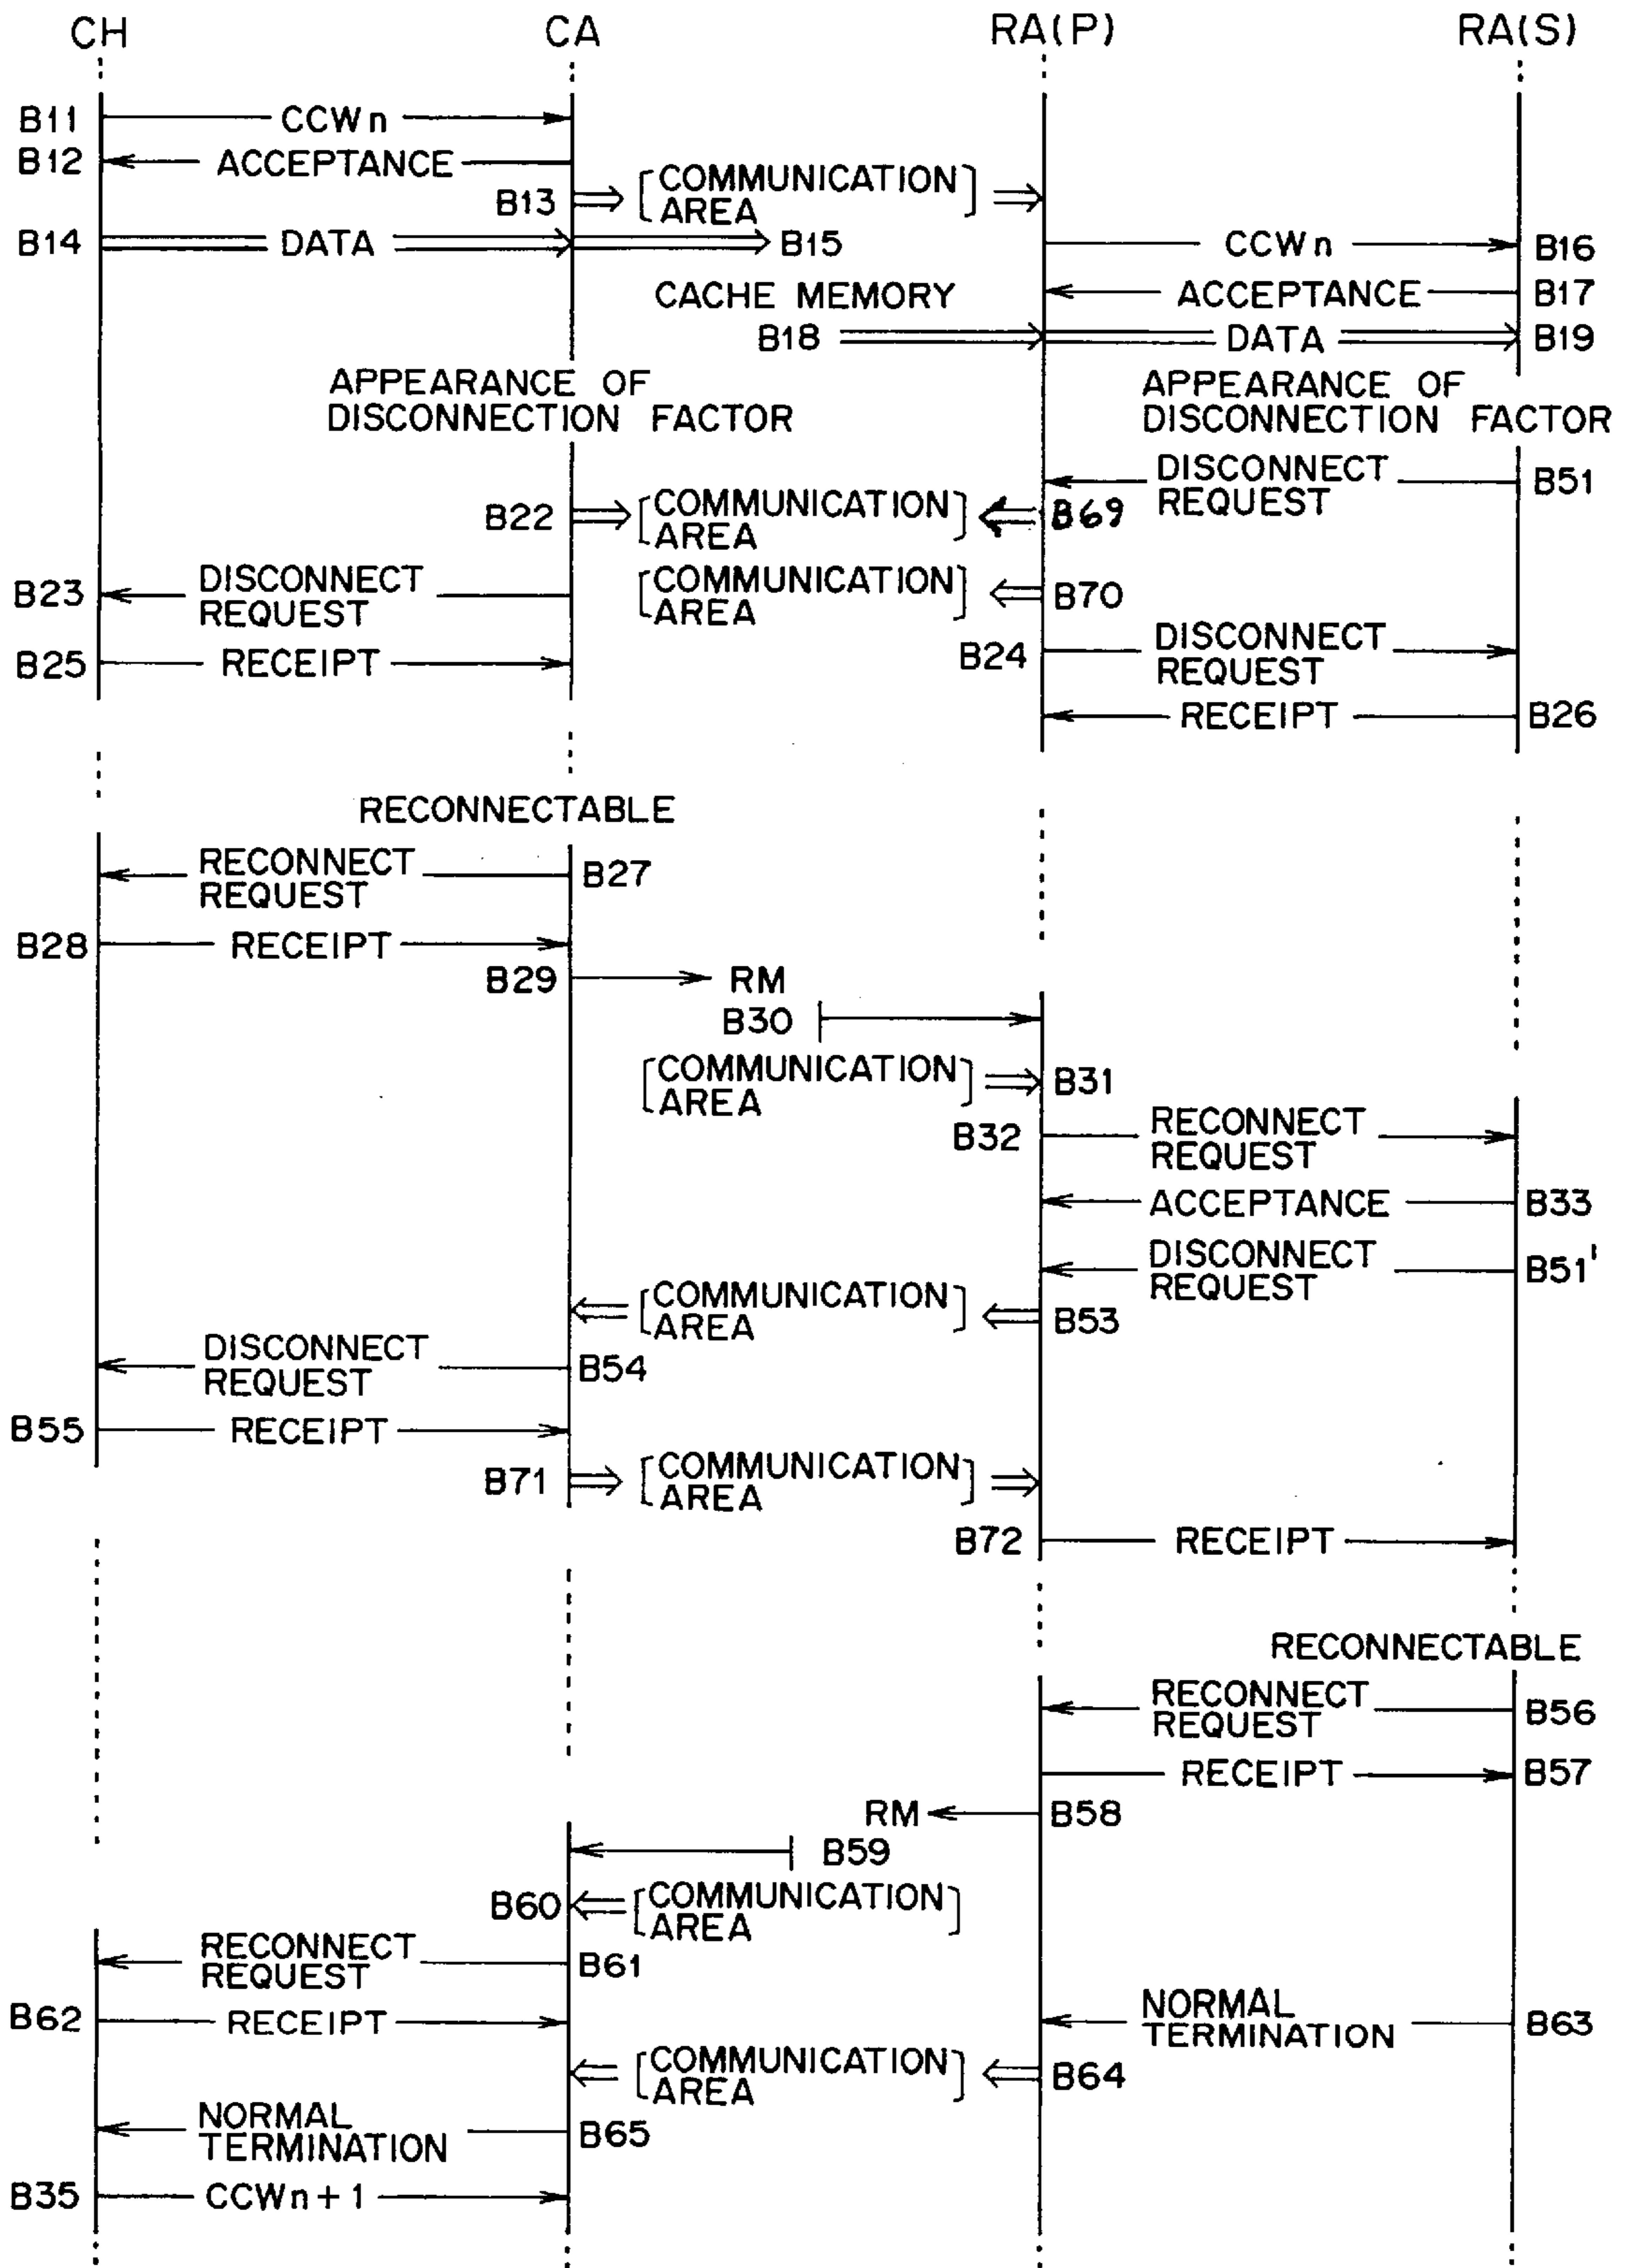 CH CA RA(P) RA(S)
B11 CCWn
B12 ACCEPTANCE
B13 [COMMUNICATION AREA]
B14 DATA B15
CCWn B16
CACHE MEMORY
ACCEPTANCE B17
B18 DATA B19
APPEARANCE OF
DISCONNECTION FACTOR
APPEARANCE OF
DISCONNECTION FACTOR
DISCONNECT
REQUEST
B51
B22 [COMMUNICATION AREA] B69
B23 DISCONNECT
REQUEST
[COMMUNICATION AREA] B70
B25 RECEIPT
B24 DISCONNECT
REQUEST
RECEIPT B26
RECONNECTABLE
RECONNECT
REQUEST
B27
B28 RECEIPT
B29 RM
B30
[COMMUNICATION AREA] B31
B32 RECONNECT
REQUEST
ACCEPTANCE B33
DISCONNECT
REQUEST
B51'
[COMMUNICATION AREA] B53
DISCONNECT
REQUEST
B54
B55 RECEIPT
B71 [COMMUNICATION AREA]
B72 RECEIPT
RECONNECTABLE
RECONNECT
REQUEST
B56
RECEIPT B57
RM B58
B59
B60 [COMMUNICATION AREA]
RECONNECT
REQUEST
B61
B62 RECEIPT
NORMAL
TERMINATION
B63
[COMMUNICATION AREA] B64
NORMAL
TERMINATION
B65
B35 CCWn+1